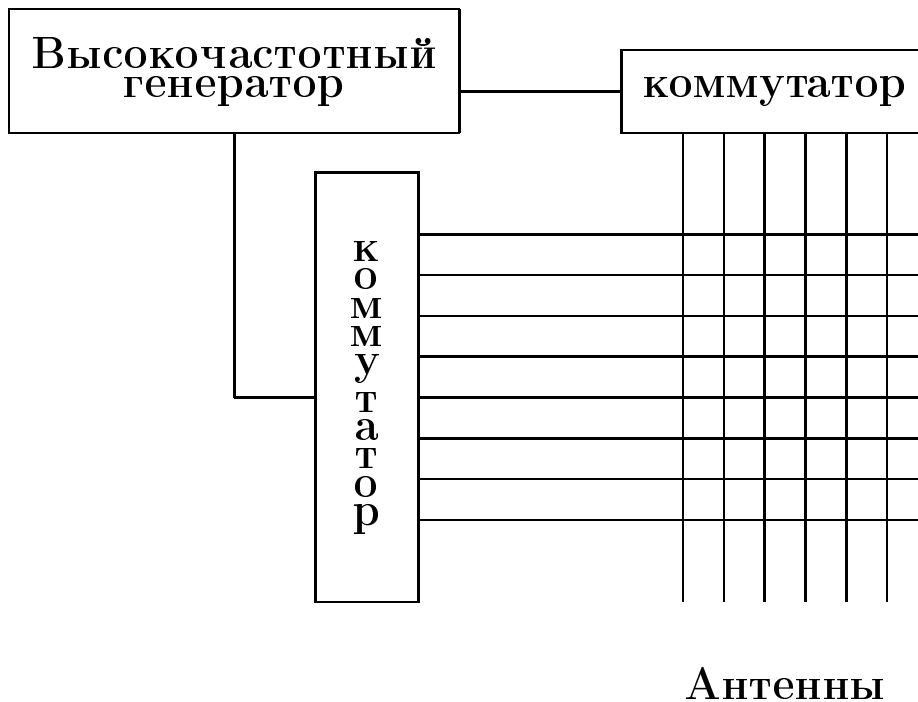 Высокочастотный
генератор
коммутатор
коммутатор
Антенны